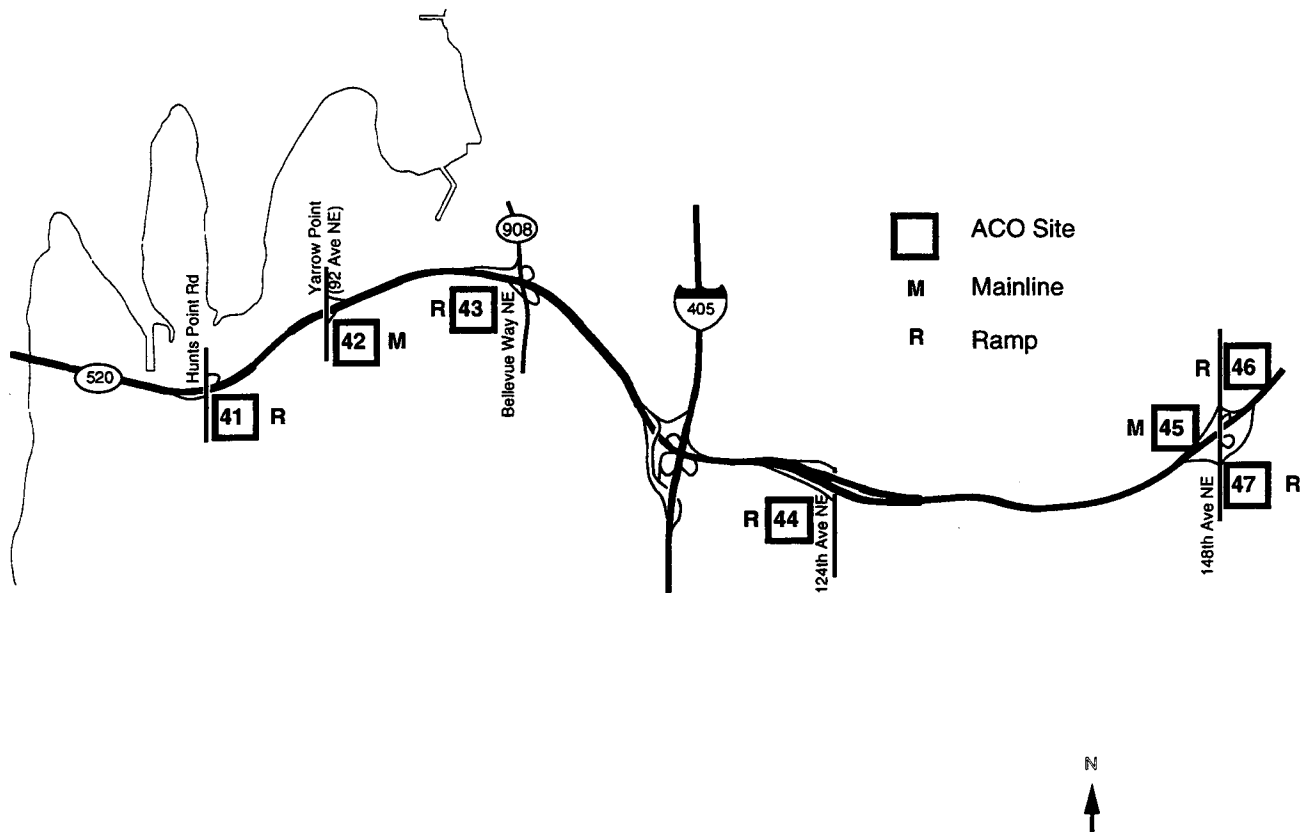 908
Yarrow Point
(92 Ave NE)
ACO Site
M Mainline
R Ramp
405
Hunts Point Rd
R 43
42 M
Bellevue Way NE
520
41 R
R 46
M 45
47 R
148th Ave NE
R 44
124th Ave NE
N